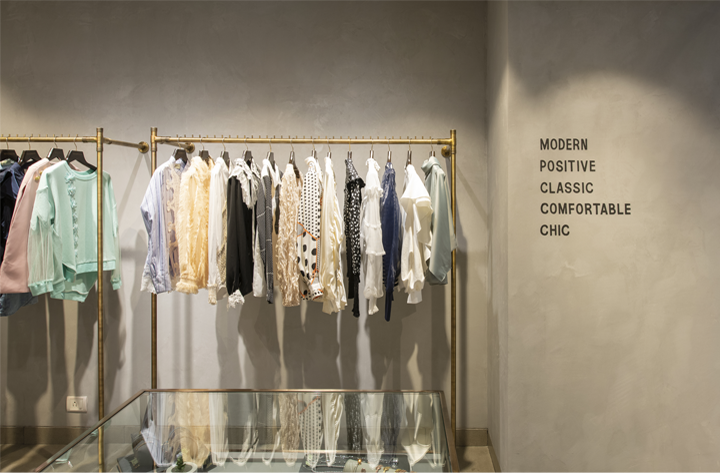 MODERN
POSITIVE
CLASSIC
COMFORTABLE
CHIC